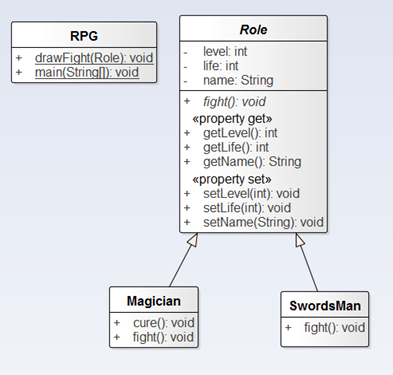 RPG
+ drawFight(Role): void
+ main(String[]): void
Role
- level: int
- life: int
- name: String
+ fight(): void
«property get»
+ getLevel(): int
+ getLife(): int
+ getName(): String
«property set»
+ setLevel(int): void
+ setLife(int): void
+ setName(String): void
Magician
+ cure(): void
+ fight(): void
SwordsMan
+ fight(): void